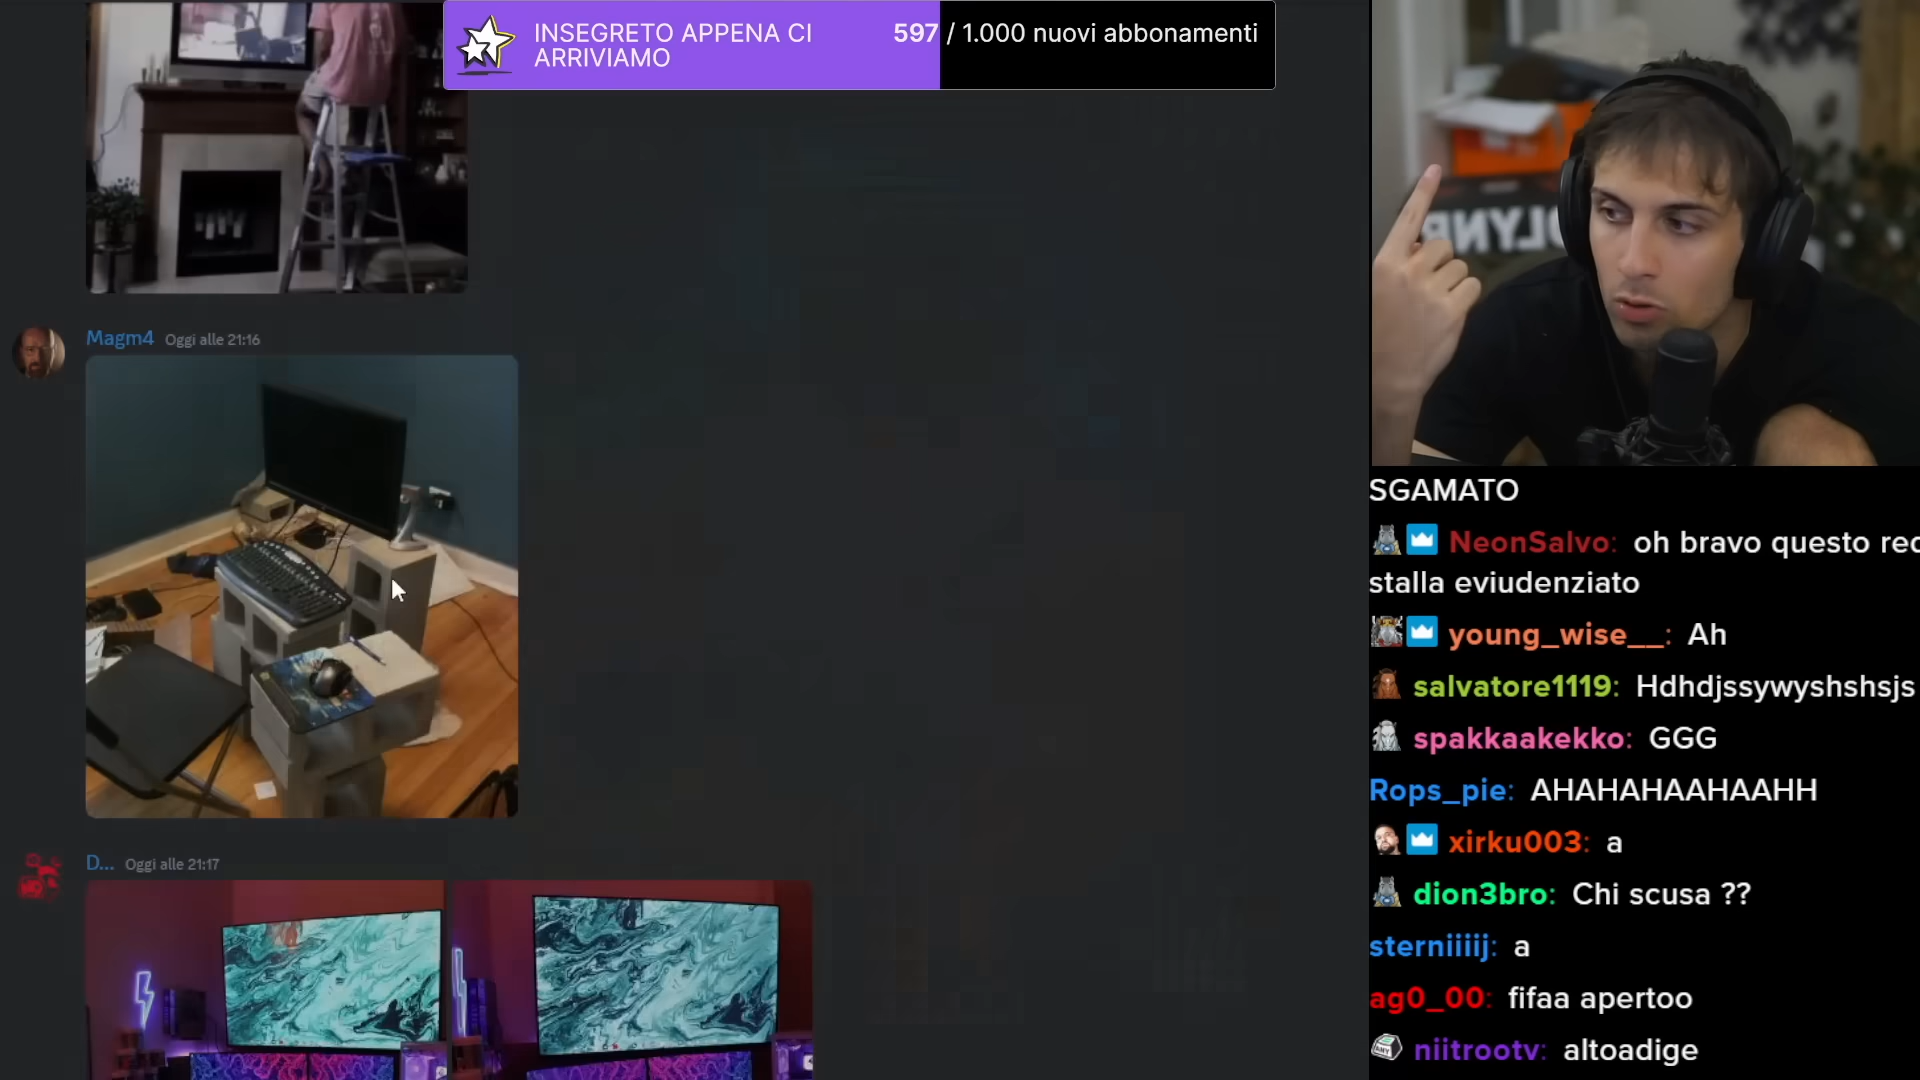 INSEGRETO APPENA CI
ARRIVIAMO
597 / 1.000 nuovi abbonamenti
Magm4 Oggi alle 21:16
D... Oggi alle 21:17
SGAMATO
NeonSalvo: oh bravo questo
stalla eviudenziato
young_wise__: Ah
salvatore1119: Hdhdjssywyshshsjs
spakkaakekko: GGG
Rops_pie: AHAHAHAAHAAHH
xirku003: a
dion3bro: Chi scusa ??
sterniiiij: a
ag0_00: fifaa apertoo
niitrootv: altoadige